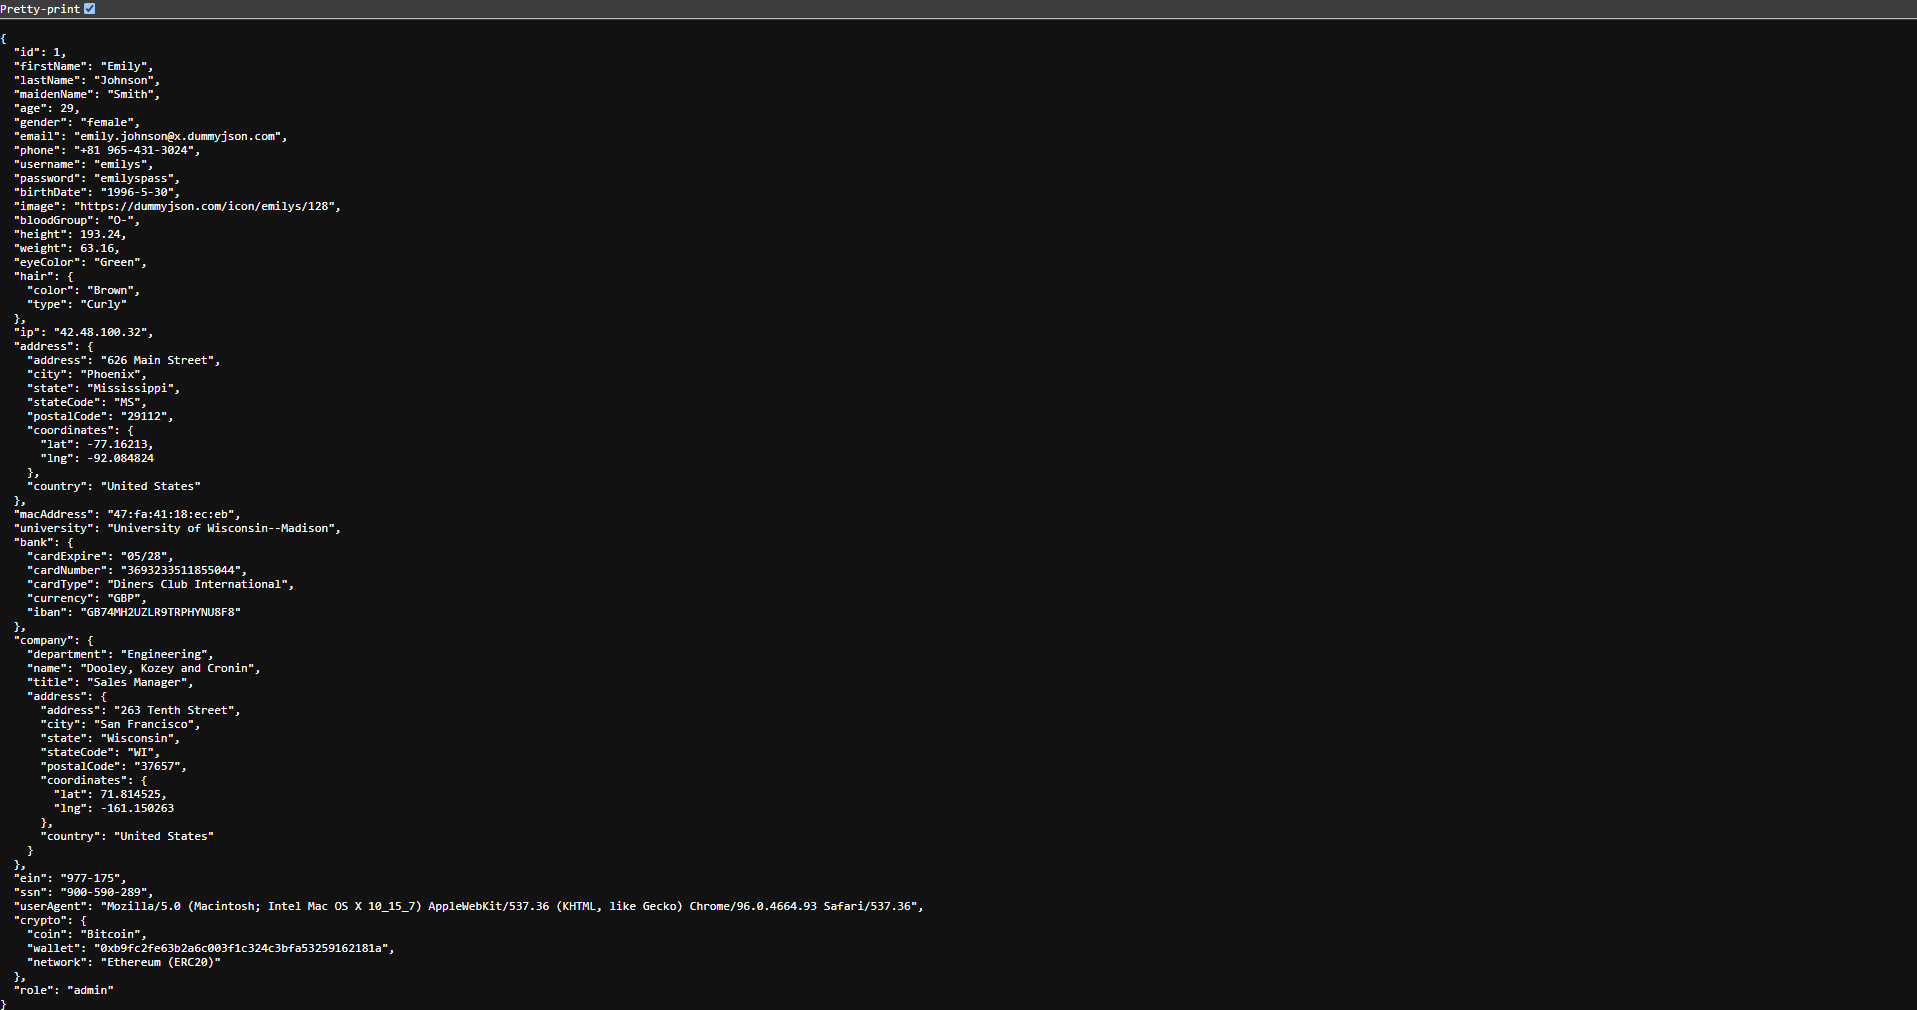 Pretty-print
{
  "id": 1,
  "firstName": "Emily",
  "lastName": "Johnson",
  "maidenName": "Smith",
  "age": 29,
  "gender": "female",
  "email": "emily.johnson@x.dummyjson.com",
  "phone": "+81 965-431-3024",
  "username": "emilys",
  "password": "emilyspass",
  "birthDate": "1996-5-30",
  "image": "https://dummyjson.com/icon/emilys/128",
  "bloodGroup": "O-",
  "height": 193.24,
  "weight": 63.16,
  "eyeColor": "Green",
  "hair": {
    "color": "Brown",
    "type": "Curly"
  },
  "ip": "42.48.100.32",
  "address": {
    "address": "626 Main Street",
    "city": "Phoenix",
    "state": "Mississippi",
    "stateCode": "MS",
    "postalCode": "29112",
    "coordinates": {
      "lat": -77.16213,
      "lng": -92.084824
    },
    "country": "United States"
  },
  "macAddress": "47:fa:41:18:ec:eb",
  "university": "University of Wisconsin--Madison",
  "bank": {
    "cardExpire": "05/28",
    "cardNumber": "3693233511855044",
    "cardType": "Diners Club International",
    "currency": "GBP",
    "iban": "GB74MH2UZLR9TRPHYNU8F8"
  },
  "company": {
    "department": "Engineering",
    "name": "Dooley, Kozey and Cronin",
    "title": "Sales Manager",
    "address": {
      "address": "263 Tenth Street",
      "city": "San Francisco",
      "state": "Wisconsin",
      "stateCode": "WI",
      "postalCode": "37657",
      "coordinates": {
        "lat": 71.814525,
        "lng": -161.150263
      },
      "country": "United States"
    }
  },
  "ein": "977-175",
  "ssn": "900-590-289",
  "userAgent": "Mozilla/5.0 (Macintosh; Intel Mac OS X 10_15_7) AppleWebKit/537.36 (KHTML, like Gecko) Chrome/96.0.4664.93 Safari/537.36",
  "crypto": {
    "coin": "Bitcoin",
    "wallet": "0xb9fc2fe63b2a6c003f1c324c3bfa53259162181a",
    "network": "Ethereum (ERC20)"
  },
  "role": "admin"
}